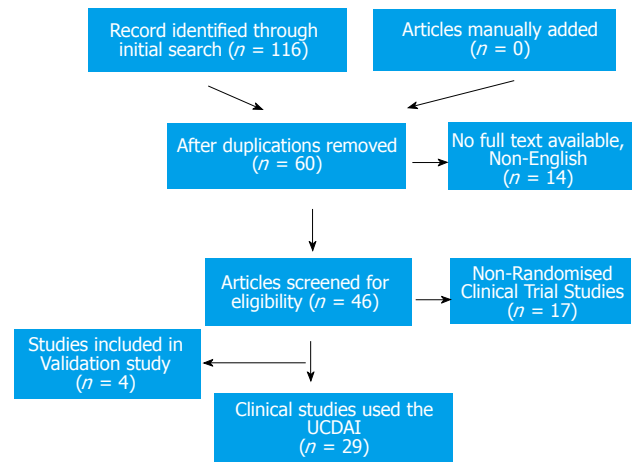 Record identified through
initial search (n = 116)
Articles manually added
(n = 0)
After duplications removed
(n = 60)
No full text available,
Non-English
(n = 14)
Articles screened for
eligibility (n = 46)
Non-Randomised
Clinical Trial Studies
(n = 17)
Studies included in
Validation study
(n = 4)
Clinical studies used the
UCDAI
(n = 29)